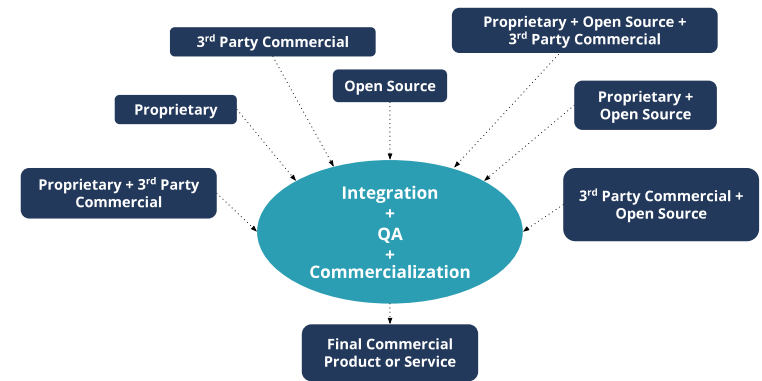 Proprietary + Open Source +
3rd Party Commercial
3rd Party Commercial
Open Source
Proprietary +
Open Source
Proprietary
Proprietary + 3rd Party
Commercial
3rd Party Commercial +
Open Source
Integration
+
QA
+
Commercialization
Final Commercial
Product or Service